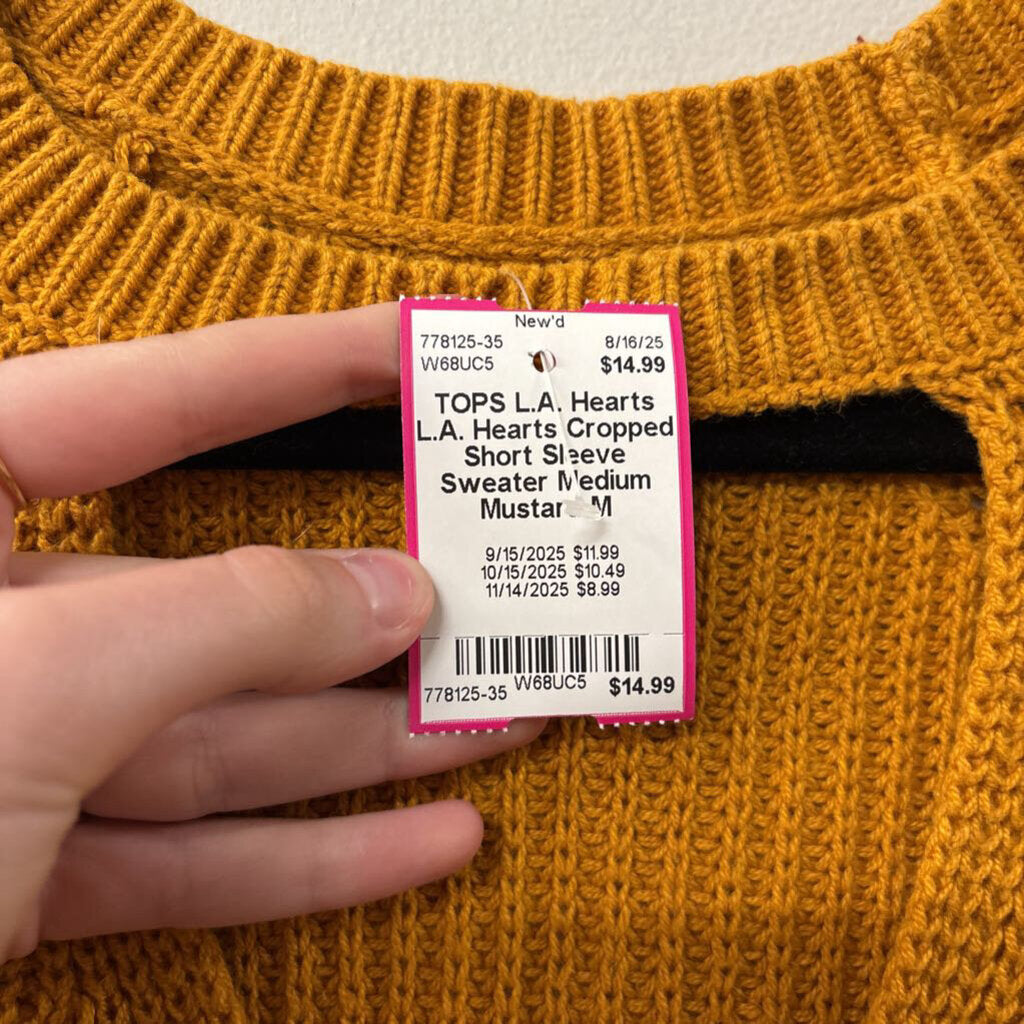 New'd
778125-35 8/16/25
W68UC5 $14.99
TOPS L.A. Hearts
L.A. Hearts Cropped
Short Sleeve
Sweater Medium
M
9/15/2025 $11.99
10/15/2025 $10.49
11/14/2025 $8.99
778125-35 W68UC5 $14.99